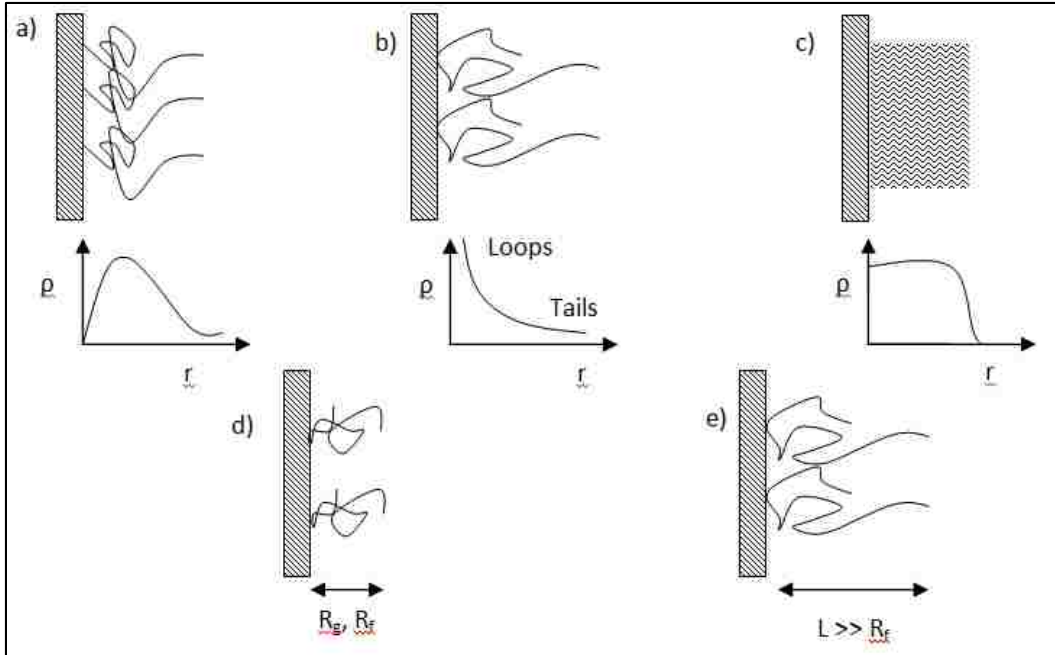 a)
b)
c)
ρ
r
Loops
Tails
ρ
r
ρ
r
d)
e)
Rg, Rf
L >> Rf